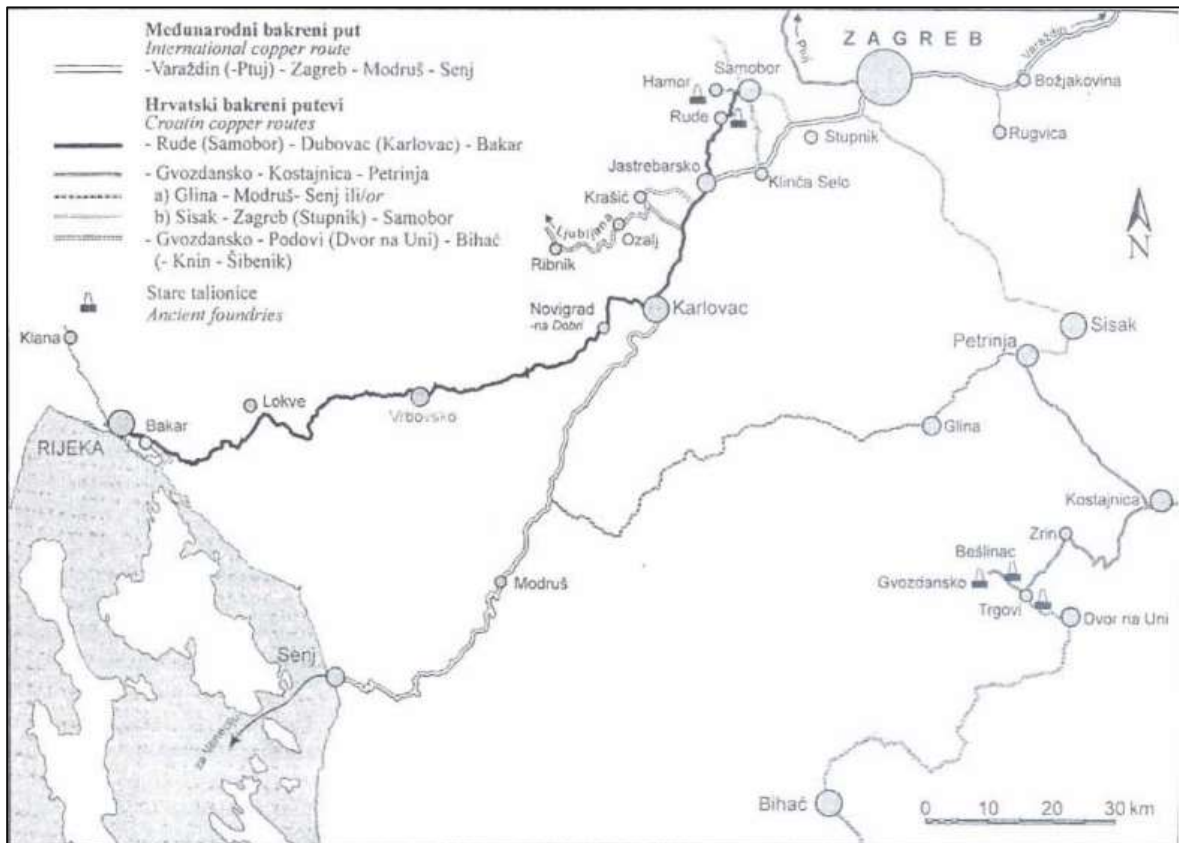 Međunarodni bakreni put
International copper route
-Varaždin (-Ptuj) - Zagreb - Modruš - Senj
Hrvatski bakreni putevi
Croatin copper routes
- Rude (Samobor) - Dubovac (Karlovac) - Bakar
- Gvozdansko - Kostajnica - Petrinja
a) Glina - Modruš- Senj ili/or
b) Sisak - Zagreb (Stupnik) - Samobor
- Gvozdansko - Podovi (Dvor na Uni) - Bihać
(- Knin - Šibenik)
Stare talionice
Ancient foundries
Ptuj
ZAGREB
Varaždin
Božjakovina
Rugvica
Hamor
Samobor
Rude
Stupnik
Jastrebarsko
Klinča Selo
Krašić
Ljubljana
Ozalj
Ribnik
N
Novigrad
-na Dobri
Karlovac
Sisak
Petrinja
Klana
Lokve
Vrbovsko
Bakar
RIJEKA
Glina
Kostajnica
Zrin
Bešlinac
Gvozdansko
Trgovi
Dvor na Uni
Modruš
Senj
za Veneciju
Bihać
0 10 20 30 km